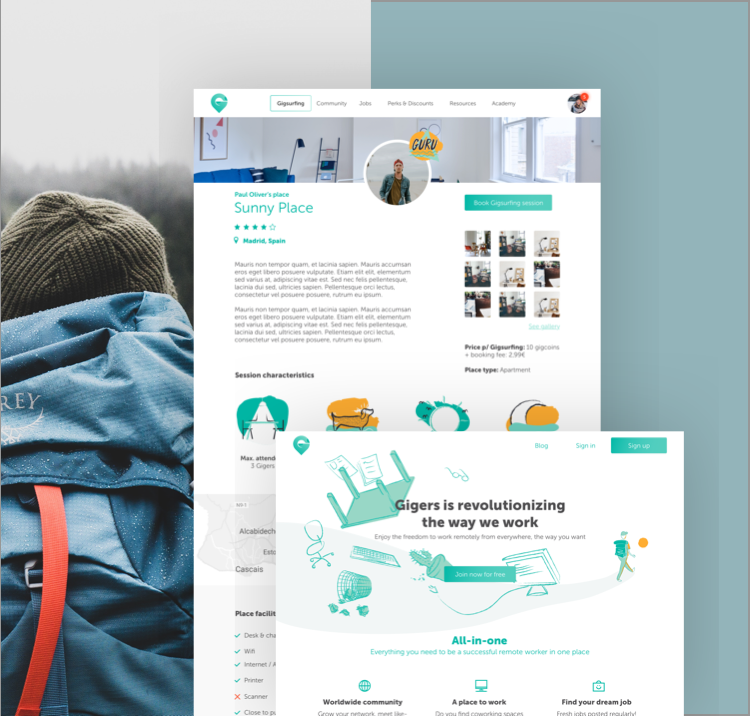 Gigsurfing
Community
Jobs
Perks & Discounts
Resources
Academy
GURU
Paul Oliver's place
Sunny Place
Madrid, Spain
Book Gigsurfing session
Mauris non tempor quam, et lacinia sapien. Mauris accumsan
eros eget libero posuere vulputate. Etiam elit elit, elementum
sed varius at, adipiscing vitae est. Sed nec felis pellentesque,
lacinia dui sed, ultricies sapien. Pellentesque orci lectus,
consectetur vel posuere posuere, rutrum eu ipsum.
Mauris non tempor quam, et lacinia sapien. Mauris accumsan
eros eget libero posuere vulputate. Etiam elit elit, elementum
sed varius at, adipiscing vitae est. Sed nec felis pellentesque,
lacinia dui sed, ultricies sapien. Pellentesque orci lectus,
consectetur vel posuere posuere, rutrum eu ipsum.
See gallery
Price p/ Gigsurfing: 10 gigcoins
+ booking fee: 2,99€
Place type: Apartment
Session characteristics
REY
Max. attend
3 Gigers
Alcabidech
Esto
Cascais
Place facilit
Desk & cha
Wifi
Internet / A
Printer
Scanner
Close to pu
Blog
Sign in
Sign up
Gigers is revolutionizing
the way we work
Enjoy the freedom to work remotely from everywhere, the way you want
Join now for free
All-in-one
Everything you need to be a successful remote worker in one place
Worldwide community
Grow your network, meet like-
A place to work
Do you find coworking spaces
Find your dream job
Fresh jobs posted regularly!